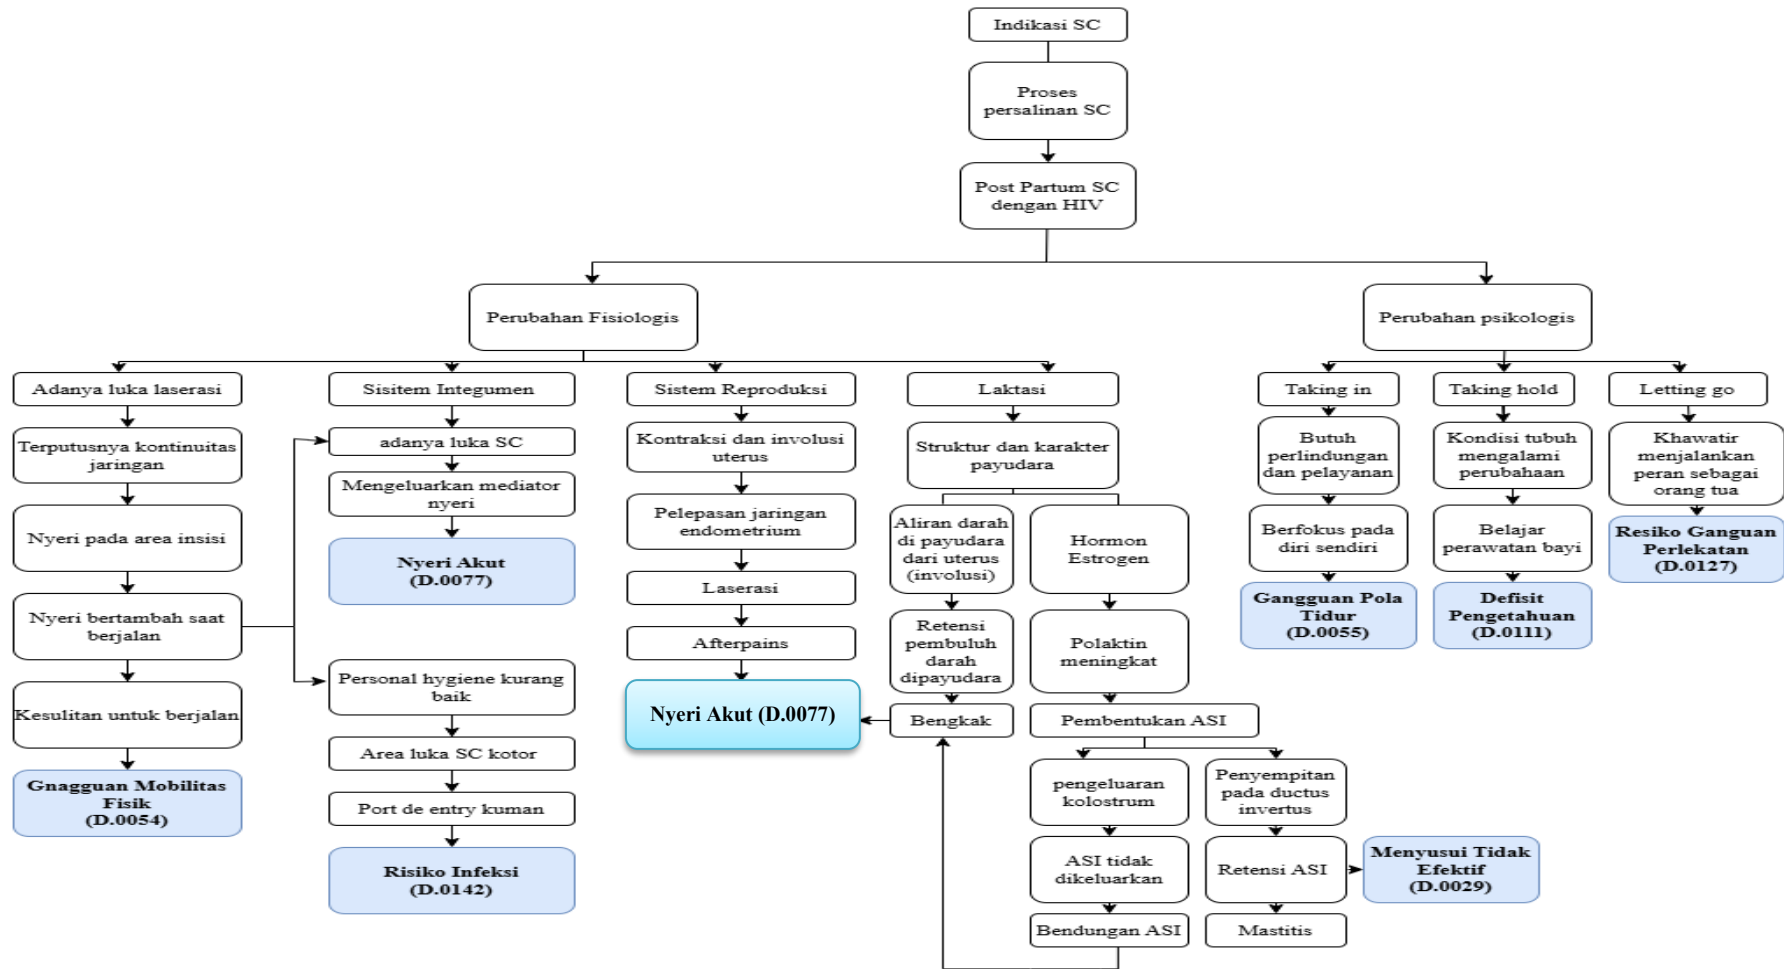 Indikasi SC
Proses
persalinan SC
Post Partum SC
dengan HIV
Perubahan Fisiologis
Perubahan psikologis
Adanya luka laserasi
Terputusnya kontinuitas
jaringan
Nyeri pada area insisi
Nyeri bertambah saat
berjalan
Kesulitan untuk berjalan
Gnagguan Mobilitas
Fisik
(D.0054)
Sisitem Integumen
adanya luka SC
Mengeluarkan mediator
nyeri
Nyeri Akut
(D.0077)
Personal hygiene kurang
baik
Area luka SC kotor
Port de entry kuman
Risiko Infeksi
(D.0142)
Sistem Reproduksi
Kontraksi dan involusi
uterus
Pelepasan jaringan
endometrium
Laserasi
Afterpains
Nyeri Akut (D.0077)
Laktasi
Struktur dan karakter
payudara
Aliran darah
di payudara
dari uterus
(involusi)
Retensi
pembuluh
darah
dipayudara
Bengkak
Hormon
Estrogen
Polaktin
meningkat
Pembentukan ASI
pengeluaran
kolostrum
ASI tidak
dikeluarkan
Bendungan ASI
Penyempitan
pada ductus
invertus
Retensi ASI
Mastitis
Menyusui Tidak
Efektif
(D.0029)
Taking in
Butuh
perlindungan
dan pelayanan
Berfokus pada
diri sendiri
Gangguan Pola
Tidur
(D.0055)
Taking hold
Kondisi tubuh
mengalami
perubahaan
Belajar
perawatan bayi
Defisit
Pengetahuan
(D.0111)
Letting go
Khawatir
menjalankan
peran sebagai
orang tua
Resiko Ganguan
Perlekatan
(D.0127)